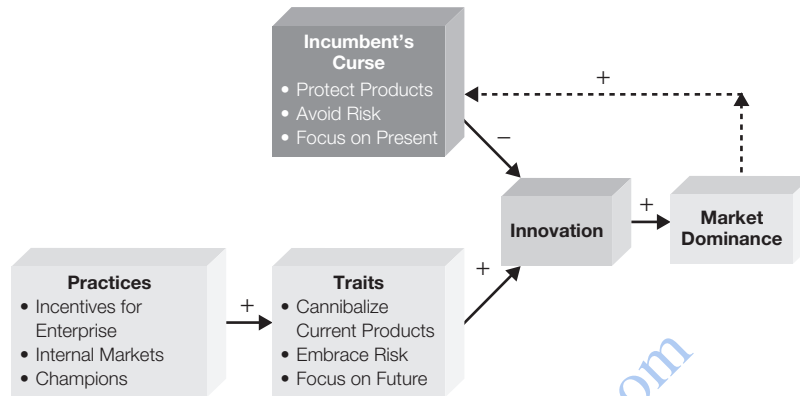 Incumbent's
Curse
• Protect Products
• Avoid Risk
• Focus on Present
+
−
Innovation
+
Market
Dominance
Practices
• Incentives for
Enterprise
• Internal Markets
• Champions
+
Traits
• Cannibalize
Current Products
• Embrace Risk
• Focus on Future
+
om